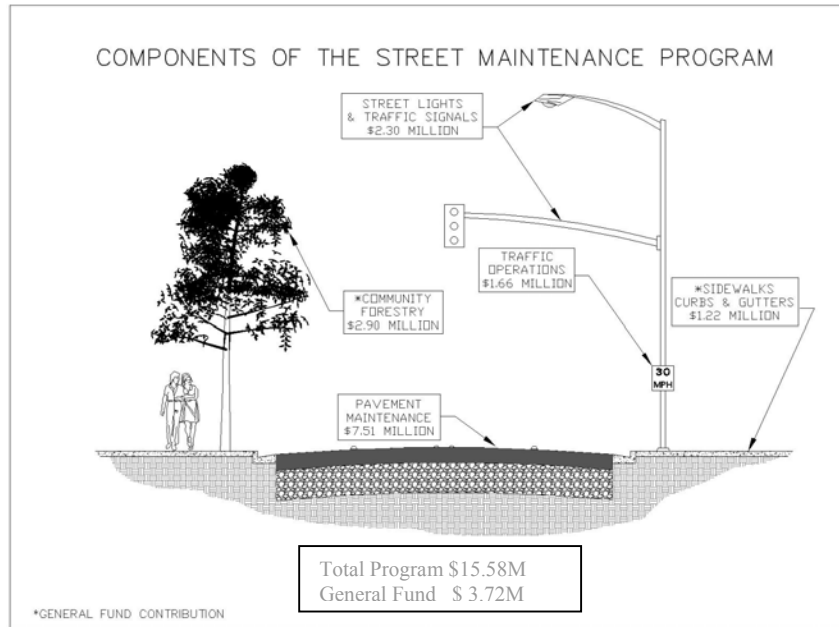 COMPONENTS OF THE STREET MAINTENANCE PROGRAM
STREET LIGHTS
& TRAFFIC SIGNALS
$2.30 MILLION
TRAFFIC
OPERATIONS
$1.66 MILLION
*SIDEWALKS
CURBS & GUTTERS
$1.22 MILLION
*COMMUNITY
FORESTRY
$2.90 MILLION
30
MPH
PAVEMENT
MAINTENANCE
$7.51 MILLION
Total Program $15.58M
General Fund $ 3.72M
*GENERAL FUND CONTRIBUTION